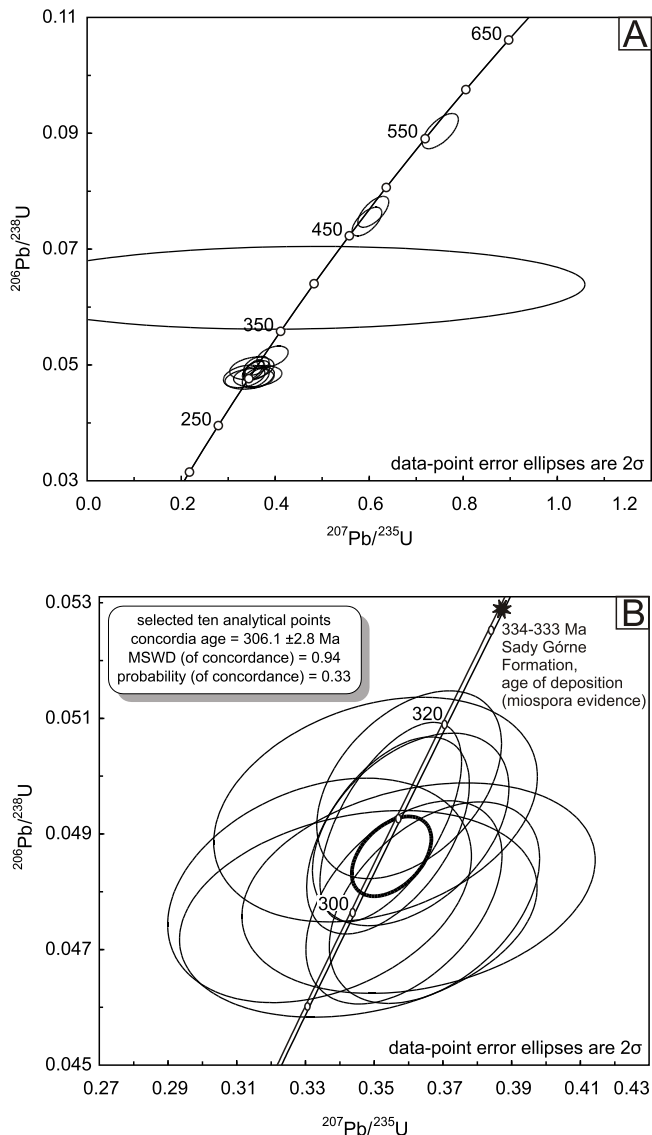 A
0.11
0.09
0.07
0.05
0.03
206Pb/238U
650
550
450
350
250
data-point error ellipses are 2σ
0.0 0.2 0.4 0.6 0.8 1.0 1.2
207Pb/235U
B
selected ten analytical points
concordia age = 306.1 ±2.8 Ma
MSWD (of concordance) = 0.94
probability (of concordance) = 0.33
334-333 Ma
Sady Górne
Formation,
age of deposition
(miospora evidence)
0.053
0.051
0.049
0.047
0.045
206Pb/238U
320
300
data-point error ellipses are 2σ
0.27 0.29 0.31 0.33 0.35 0.37 0.39 0.41 0.43
207Pb/235U